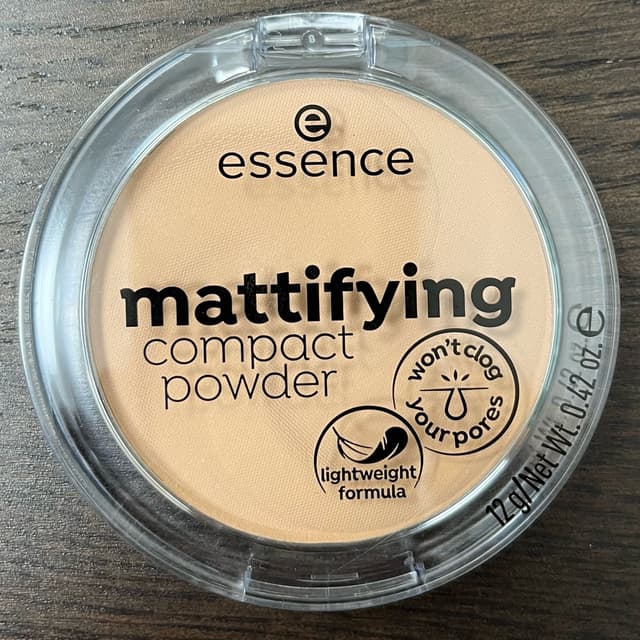 e
essence
mattifying
compact
powder
won't clog
your pores
lightweight
formula
12 g/Net Wt. 0.42 oz. e